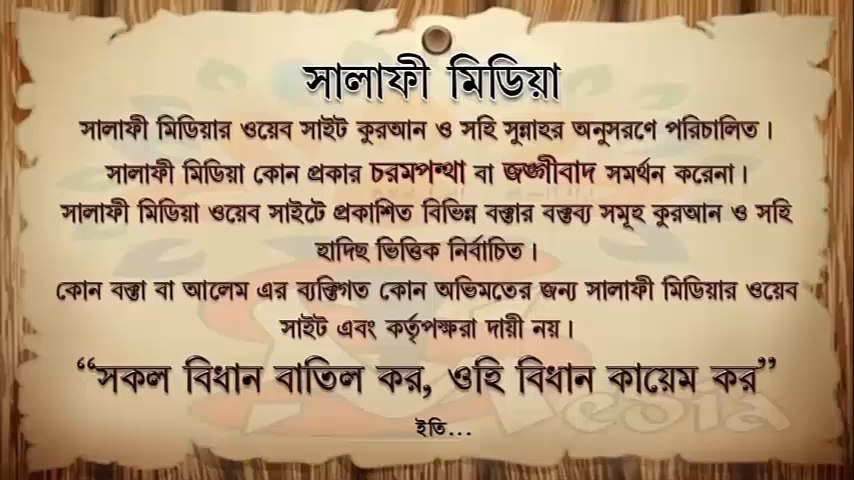 সালাফী মিডিয়া
সালাফী মিডিয়ার ওয়েব সাইট কুরআন ও সহি সুন্নাহর অনুসরণে পরিচালিত।
সালাফী মিডিয়া কোন প্রকার চরমপন্থা বা জঙ্গীবাদ সমর্থন করেনা।
সালাফী মিডিয়া ওয়েব সাইটে প্রকাশিত বিভিন্ন বক্তার বক্তব্য সমূহ কুরআন ও সহি
হাদিছ ভিত্তিক নির্বাচিত।
কোন বক্তা বা আলেম এর ব্যক্তিগত কোন অভিমতের জন্য সালাফী মিডিয়ার ওয়েব
সাইট এবং কর্তৃপক্ষরা দায়ী নয়।
“সকল বিধান বাতিল কর, ওহি বিধান কায়েম কর”
ইতি...